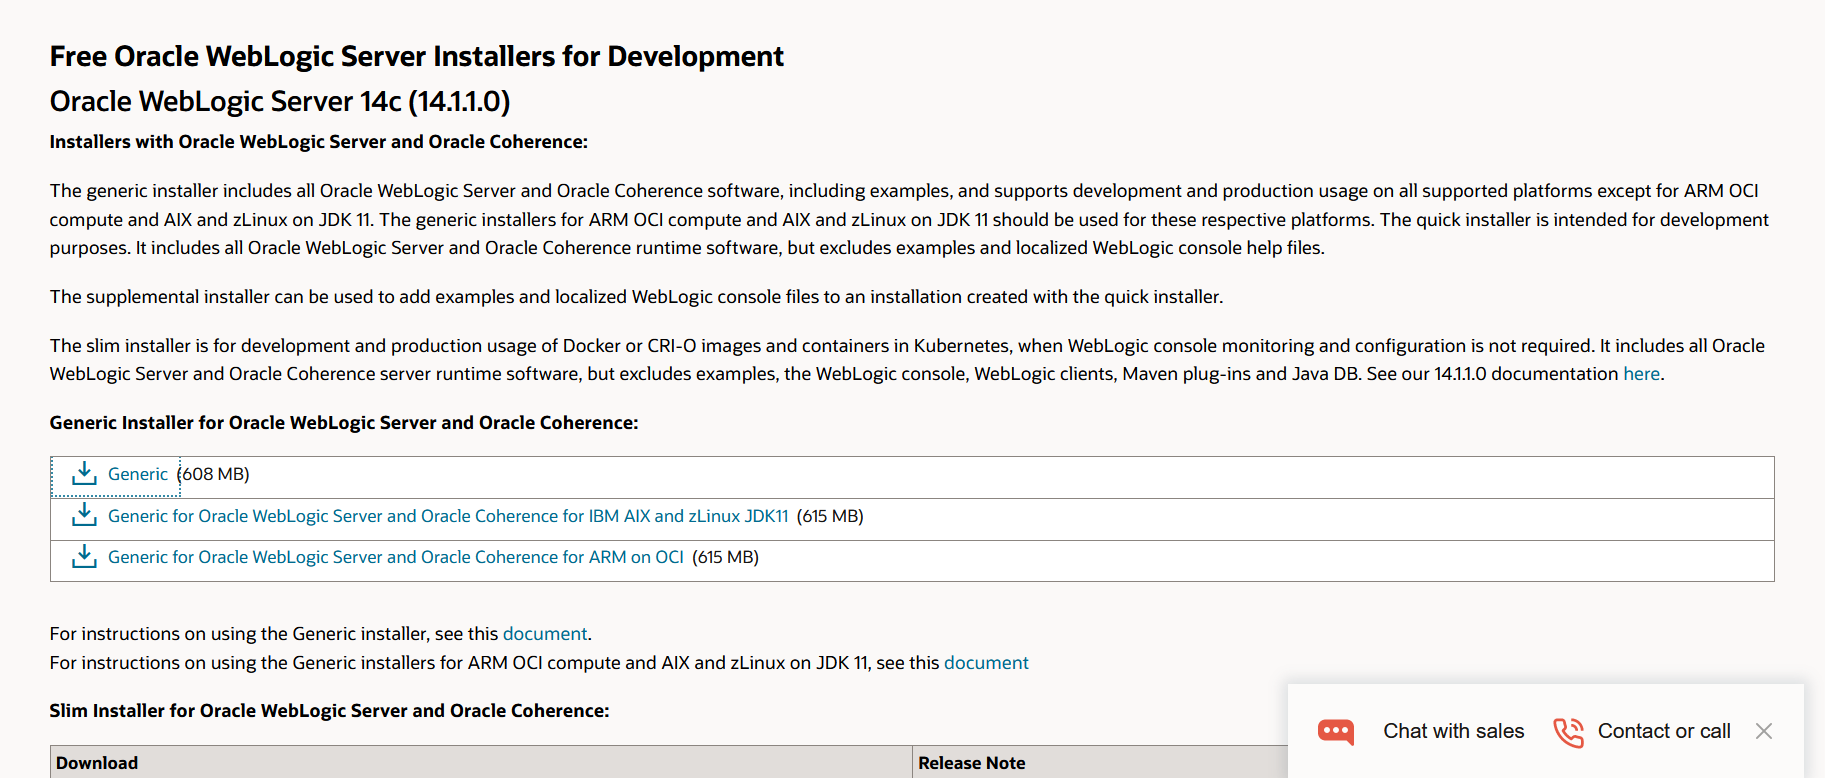 Free Oracle WebLogic Server Installers for Development
Oracle WebLogic Server 14c (14.1.1.0)
Installers with Oracle WebLogic Server and Oracle Coherence:
The generic installer includes all Oracle WebLogic Server and Oracle Coherence software, including examples, and supports development and production usage on all supported platforms except for ARM OCI
compute and AIX and zLinux on JDK 11. The generic installers for ARM OCI compute and AIX and zLinux on JDK 11 should be used for these respective platforms. The quick installer is intended for development
purposes. It includes all Oracle WebLogic Server and Oracle Coherence runtime software, but excludes examples and localized WebLogic console help files.
The supplemental installer can be used to add examples and localized WebLogic console files to an installation created with the quick installer.
The slim installer is for development and production usage of Docker or CRI-O images and containers in Kubernetes, when WebLogic console monitoring and configuration is not required. It includes all Oracle
WebLogic Server and Oracle Coherence server runtime software, but excludes examples, the WebLogic console, WebLogic clients, Maven plug-ins and Java DB. See our 14.1.1.0 documentation here.
Generic Installer for Oracle WebLogic Server and Oracle Coherence:
Generic (608 MB)
Generic for Oracle WebLogic Server and Oracle Coherence for IBM AIX and zLinux JDK11 (615 MB)
Generic for Oracle WebLogic Server and Oracle Coherence for ARM on OCI (615 MB)
For instructions on using the Generic installer, see this document.
For instructions on using the Generic installers for ARM OCI compute and AIX and zLinux on JDK 11, see this document
Slim Installer for Oracle WebLogic Server and Oracle Coherence:
Chat with sales Contact or call
Download Release Note